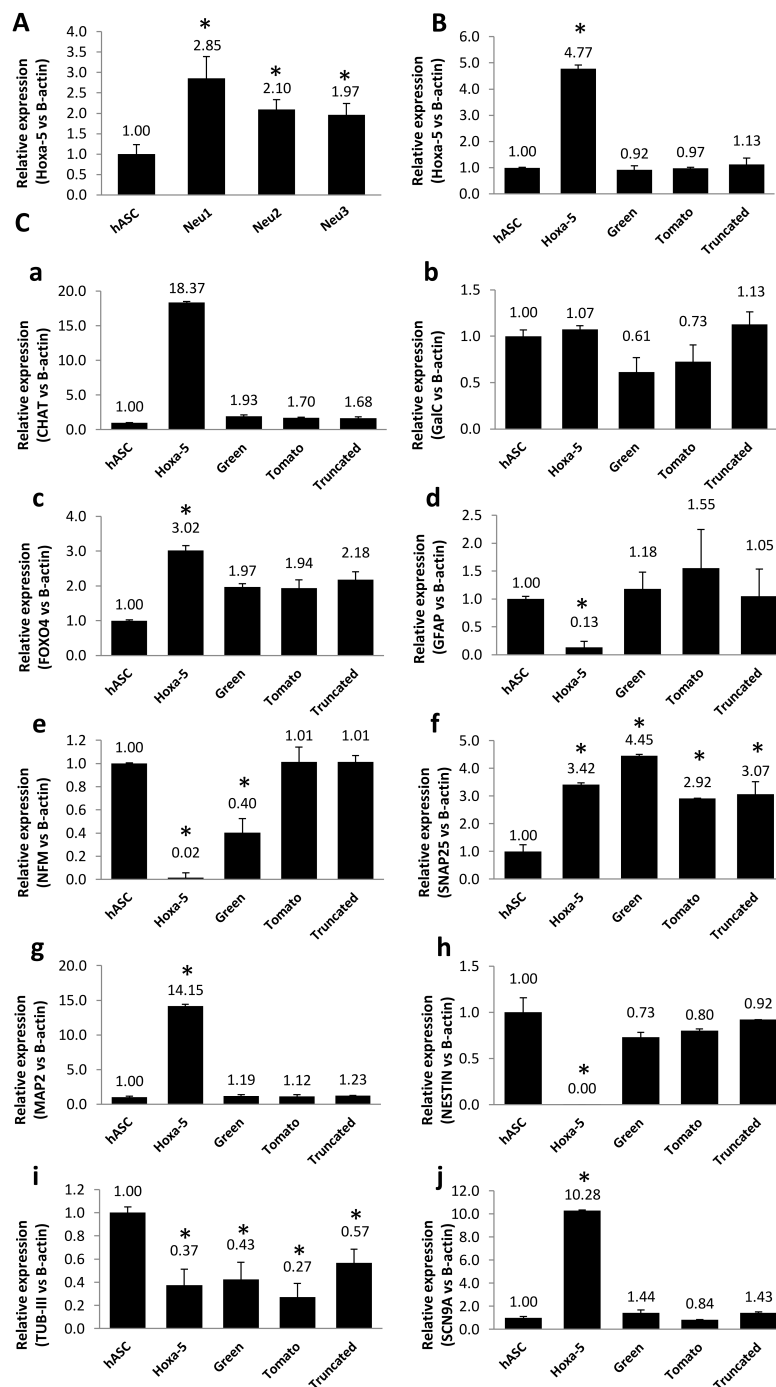 A
Relative expression
(Hoxa-5 vs B-actin)
4.0
3.5
3.0
2.5
2.0
1.5
1.0
0.5
0.0
1.00
*
2.85
*
2.10
*
1.97
hASC
Neu1
Neu2
Neu3
B
Relative expression
(Hoxa-5 vs B-actin)
6.0
5.0
4.0
3.0
2.0
1.0
0.0
1.00
*
4.77
0.92
0.97
1.13
hASC
Hoxa-5
Green
Tomato
Truncated
C
a
Relative expression
(CHAT vs B-actin)
20.0
15.0
10.0
5.0
0.0
1.00
18.37
1.93
1.70
1.68
hASC
Hoxa-5
Green
Tomato
Truncated
b
Relative expression
(GalC vs B-actin)
1.5
1.0
0.5
0.0
1.00
1.07
0.61
0.73
1.13
hASC
Hoxa-5
Green
Tomato
Truncated
c
Relative expression
(FOXO4 vs B-actin)
4.0
3.0
2.0
1.0
0.0
1.00
*
3.02
1.97
1.94
2.18
hASC
Hoxa-5
Green
Tomato
Truncated
d
Relative expression
(GFAP vs B-actin)
2.5
2.0
1.5
1.0
0.5
0.0
1.00
*
0.13
1.18
1.55
1.05
hASC
Hoxa-5
Green
Tomato
Truncated
e
Relative expression
(NFM vs B-actin)
1.2
1.0
0.8
0.6
0.4
0.2
0.0
1.00
*
0.02
*
0.40
1.01
1.01
hASC
Hoxa-5
Green
Tomato
Truncated
f
Relative expression
(SNAP25 vs B-actin)
5.0
4.0
3.0
2.0
1.0
0.0
1.00
*
3.42
*
4.45
*
2.92
*
3.07
hASC
Hoxa-5
Green
Tomato
Truncated
g
Relative expression
(MAP2 vs B-actin)
20.0
15.0
10.0
5.0
0.0
1.00
*
14.15
1.19
1.12
1.23
hASC
Hoxa-5
Green
Tomato
Truncated
h
Relative expression
(NESTIN vs B-actin)
1.5
1.0
0.5
0.0
1.00
*
0.00
0.73
0.80
0.92
hASC
Hoxa-5
Green
Tomato
Truncated
i
Relative expression
(TUB-III vs B-actin)
1.2
1.0
0.8
0.6
0.4
0.2
0.0
1.00
*
0.37
*
0.43
*
0.27
*
0.57
hASC
Hoxa-5
Green
Tomato
Truncated
j
Relative expression
(SCN9A vs B-actin)
12.0
10.0
8.0
6.0
4.0
2.0
0.0
1.00
*
10.28
1.44
0.84
1.43
hASC
Hoxa-5
Green
Tomato
Truncated